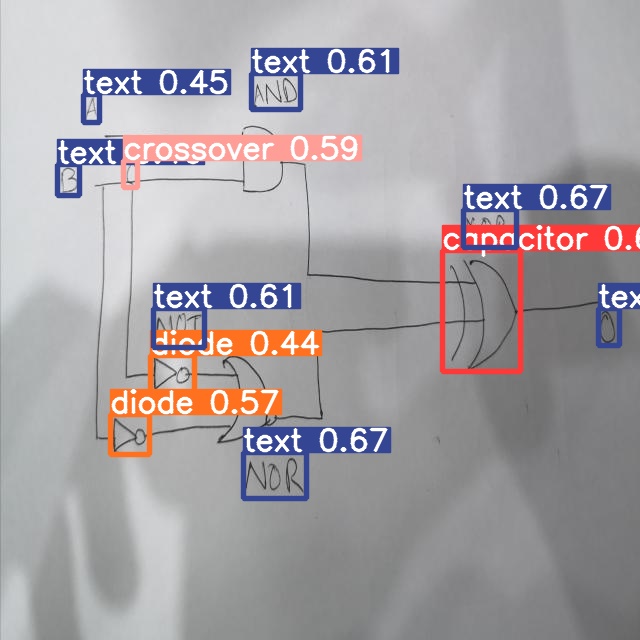 text 0.61
AND
text 0.45
A
text
crossover 0.59
B
text 0.67
capacitor 0.6
text 0.61
NOT
tex
O
diode 0.44
diode 0.57
text 0.67
NOR